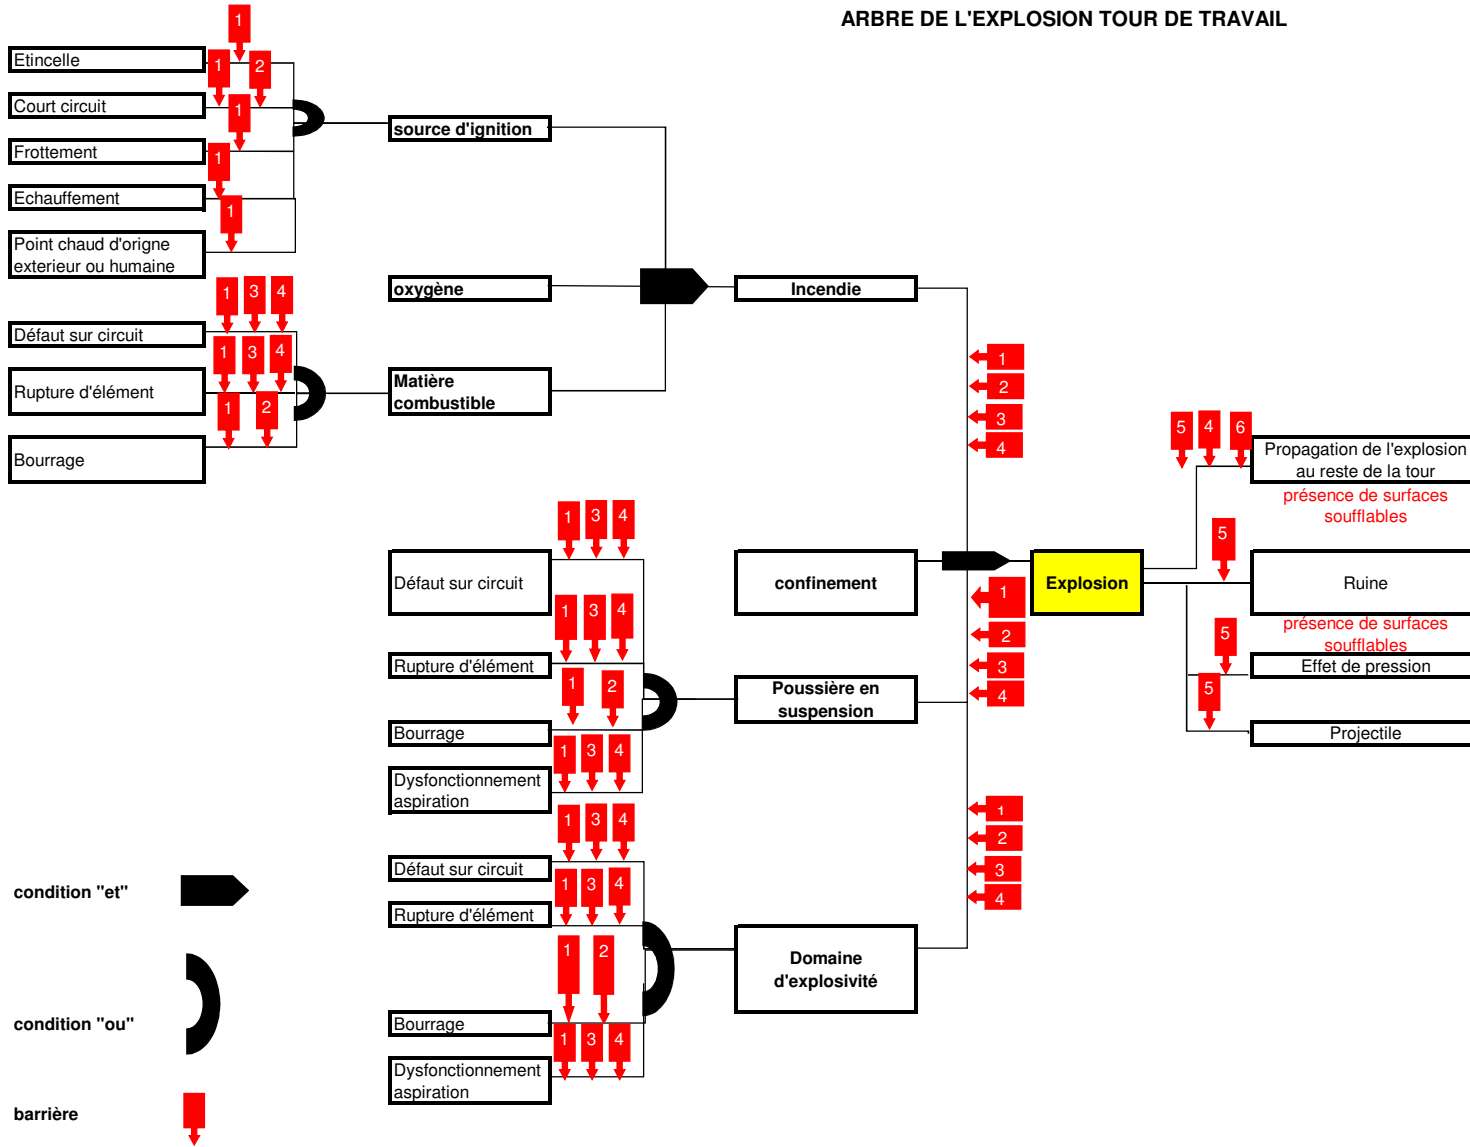 ARBRE DE L'EXPLOSION TOUR DE TRAVAIL
1
Etincelle
1
2
Court circuit
1
Frottement
1
Echauffement
1
Point chaud d'origne
exterieur ou humaine
source d'ignition
oxygène
Incendie
1
3
4
Défaut sur circuit
1
3
4
Rupture d'élément
1
2
Bourrage
Matière
combustible
1
2
3
4
5
4
6
Propagation de l'explosion
au reste de la tour
présence de surfaces
soufflables
1
3
4
Défaut sur circuit
confinement
Explosion
5
Ruine
présence de surfaces
soufflables
1
3
4
Rupture d'élément
1
2
3
4
5
Effet de pression
1
2
Bourrage
Poussière en
suspension
5
Projectile
1
3
4
Dysfonctionnement
aspiration
1
3
4
Défaut sur circuit
1
2
3
4
1
3
4
Rupture d'élément
1
2
Bourrage
Domaine
d'explosivité
1
3
4
Dysfonctionnement
aspiration
condition "et"
condition "ou"
barrière